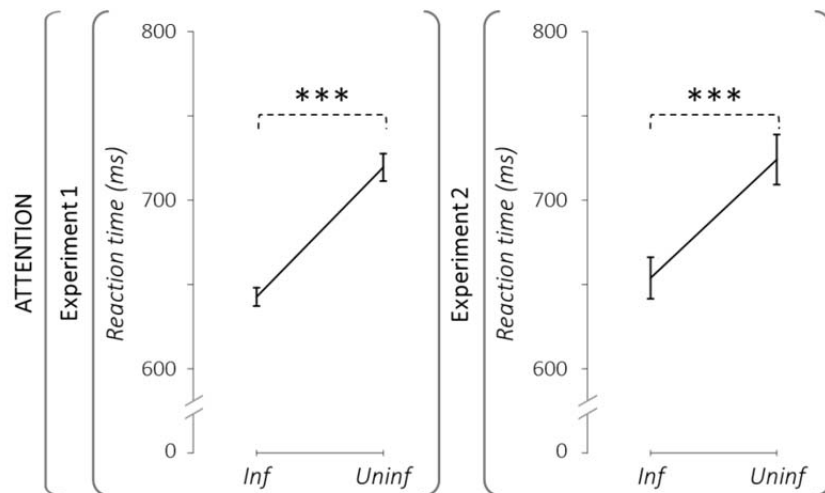 ATTENTION
Experiment 1
Reaction time (ms)
800
700
600
0
***
Inf Uninf
Experiment 2
Reaction time (ms)
800
700
600
0
***
Inf Uninf